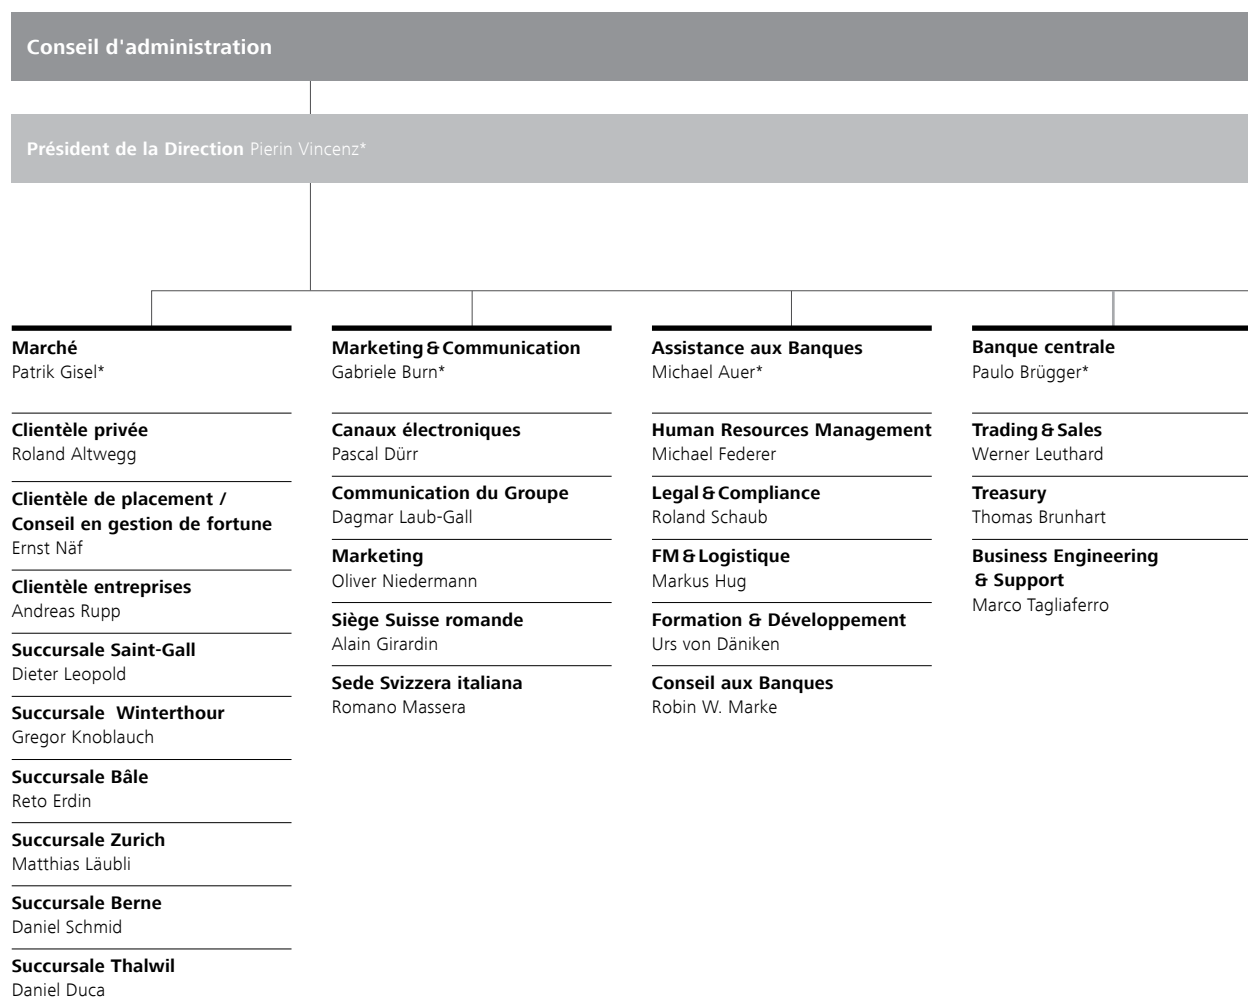 Conseil d'administration
Président de la Direction Pierin Vincenz*
Marché
Patrik Gisel*
Clientèle privée
Roland Altwegg
Clientèle de placement /
Conseil en gestion de fortune
Ernst Näf
Clientèle entreprises
Andreas Rupp
Succursale Saint-Gall
Dieter Leopold
Succursale Winterthour
Gregor Knoblauch
Succursale Bâle
Reto Erdin
Succursale Zurich
Matthias Läubli
Succursale Berne
Daniel Schmid
Succursale Thalwil
Daniel Duca
Marketing & Communication
Gabriele Burn*
Canaux électroniques
Pascal Dürr
Communication du Groupe
Dagmar Laub-Gall
Marketing
Oliver Niedermann
Siège Suisse romande
Alain Girardin
Sede Svizzera italiana
Romano Massera
Assistance aux Banques
Michael Auer*
Human Resources Management
Michael Federer
Legal & Compliance
Roland Schaub
FM & Logistique
Markus Hug
Formation & Développement
Urs von Däniken
Conseil aux Banques
Robin W. Marke
Banque centrale
Paulo Brügger*
Trading & Sales
Werner Leuthard
Treasury
Thomas Brunhart
Business Engineering
& Support
Marco Tagliaferro